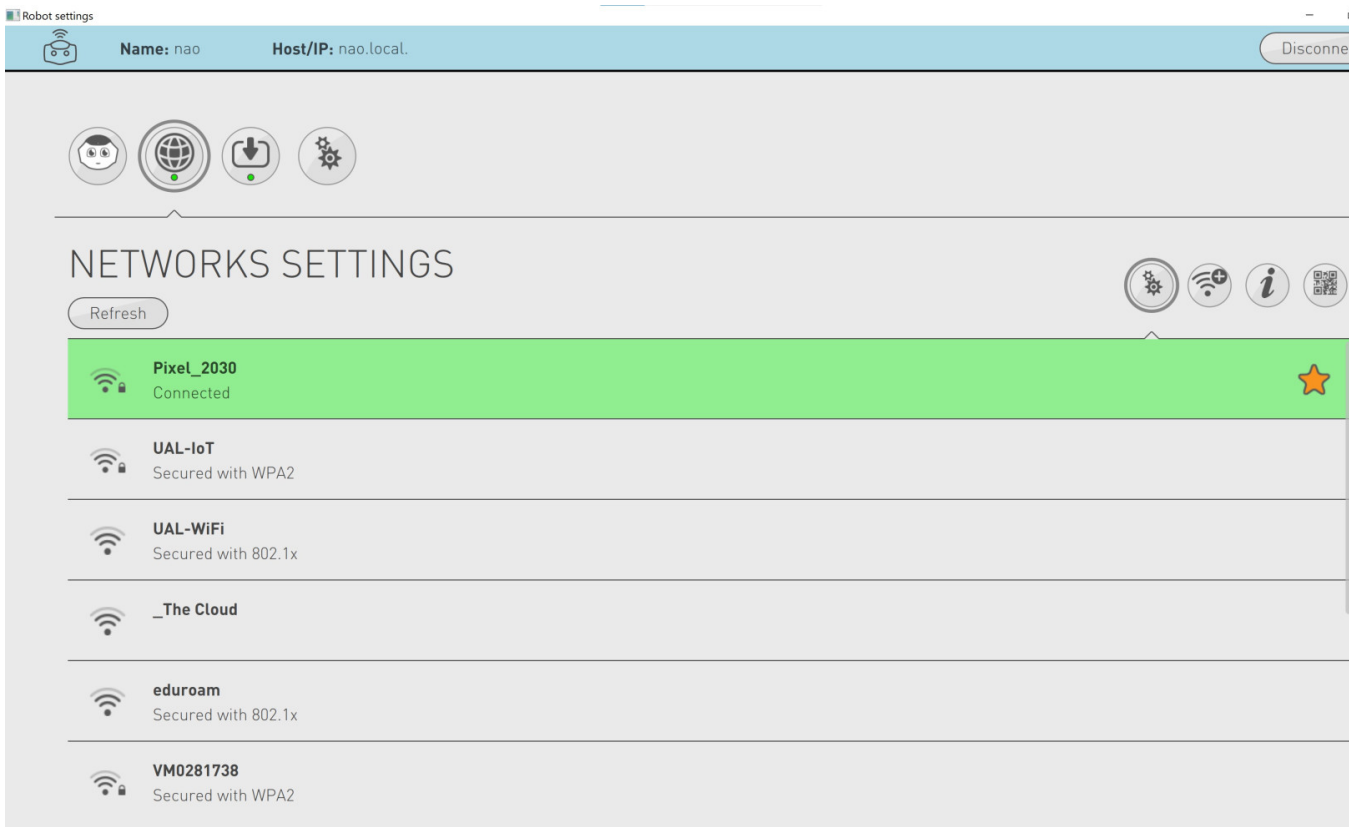 Robot settings
Name: nao Host/IP: nao.local.
Disconne
NETWORKS SETTINGS
Refresh
Pixel_2030
Connected
UAL-IoT
Secured with WPA2
UAL-WiFi
Secured with 802.1x
_The Cloud
eduroam
Secured with 802.1x
VM0281738
Secured with WPA2